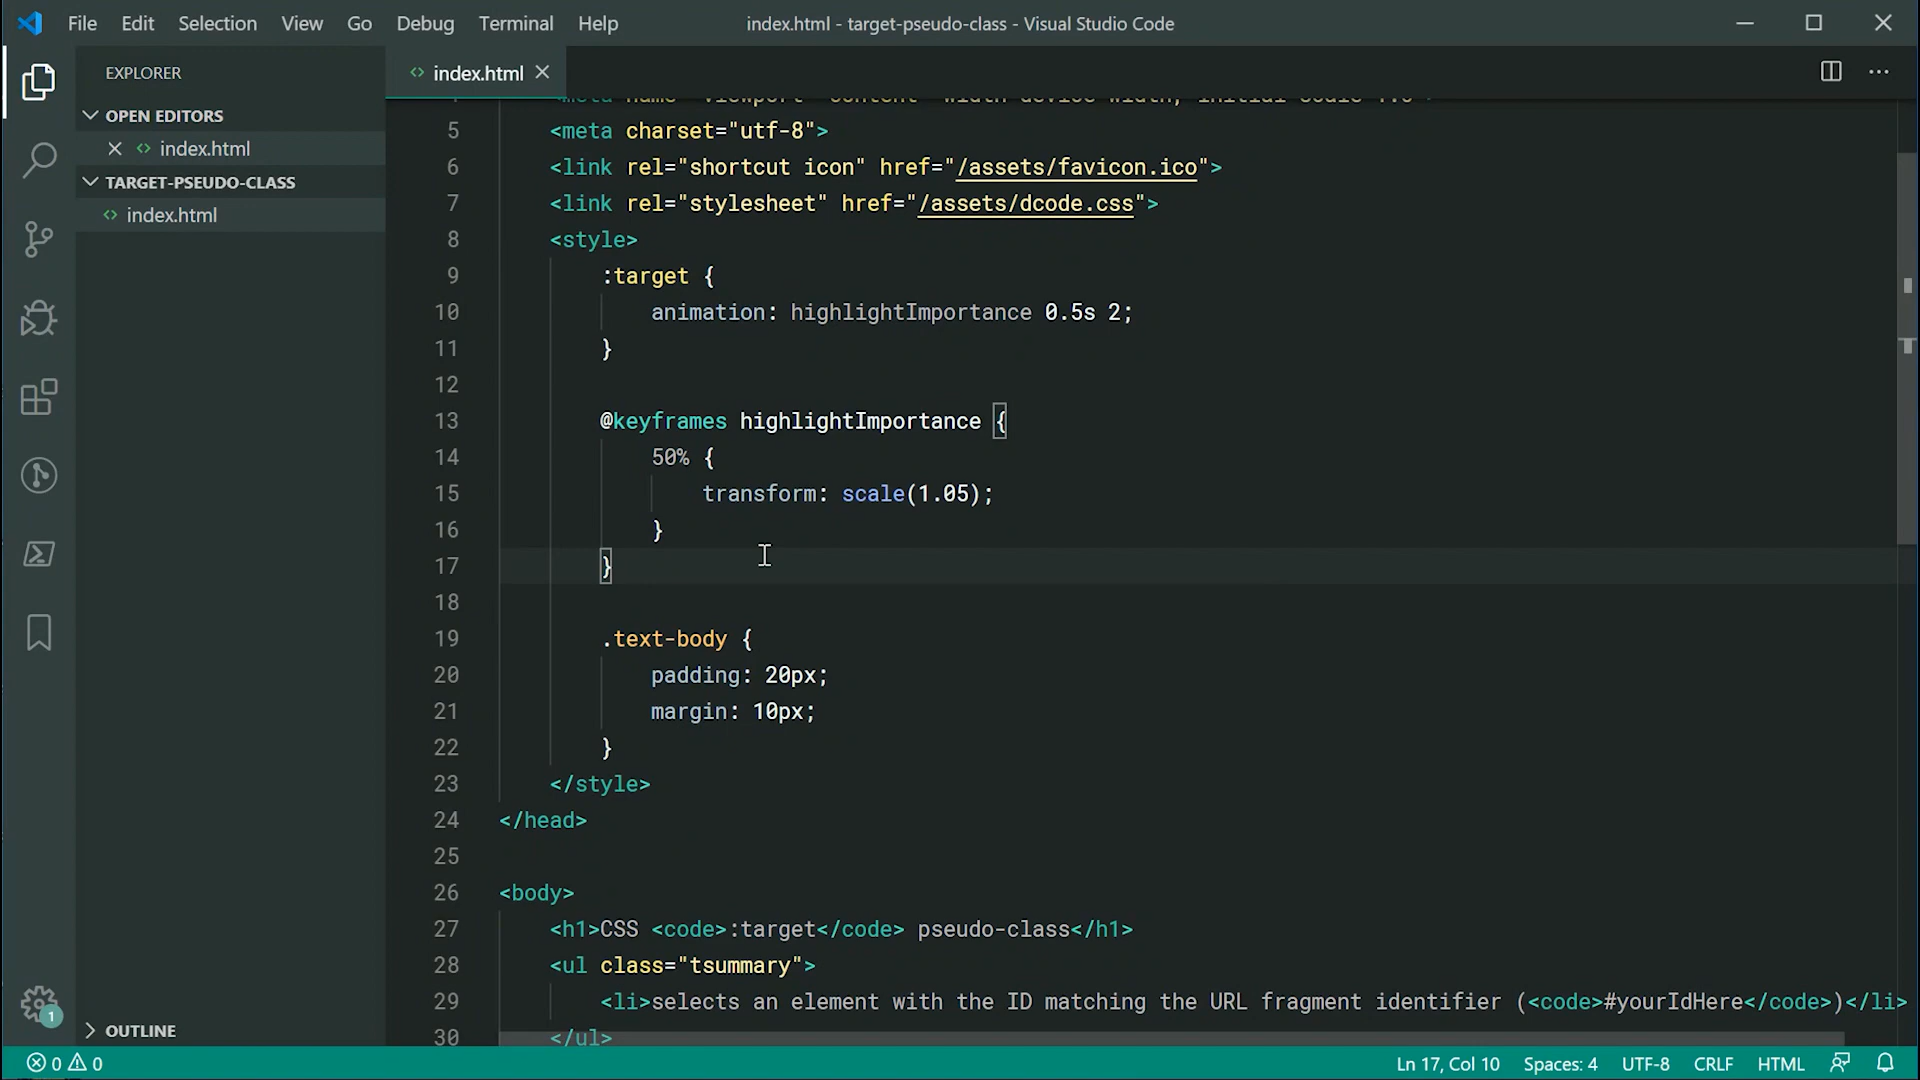 File Edit Selection View Go Debug Terminal Help
index.html - target-pseudo-class - Visual Studio Code
EXPLORER
OPEN EDITORS
index.html
TARGET-PSEUDO-CLASS
index.html
OUTLINE
1
index.html
5 <meta charset="utf-8">
6 <link rel="shortcut icon" href="/assets/favicon.ico">
7 <link rel="stylesheet" href="/assets/dcode.css">
8 <style>
9 :target {
10 animation: highlightImportance 0.5s 2;
11 }
12
13 @keyframes highlightImportance {
14 50% {
15 transform: scale(1.05);
16 }
17 }
18
19 .text-body {
20 padding: 20px;
21 margin: 10px;
22 }
23 </style>
24 </head>
25
26 <body>
27 <h1>CSS <code>:target</code> pseudo-class</h1>
28 <ul class="tsummary">
29 <li>selects an element with the ID matching the URL fragment identifier (<code>#yourIdHere</code>)</li>
30 </ul>
0 0
Ln 17, Col 10 Spaces: 4 UTF-8 CRLF HTML